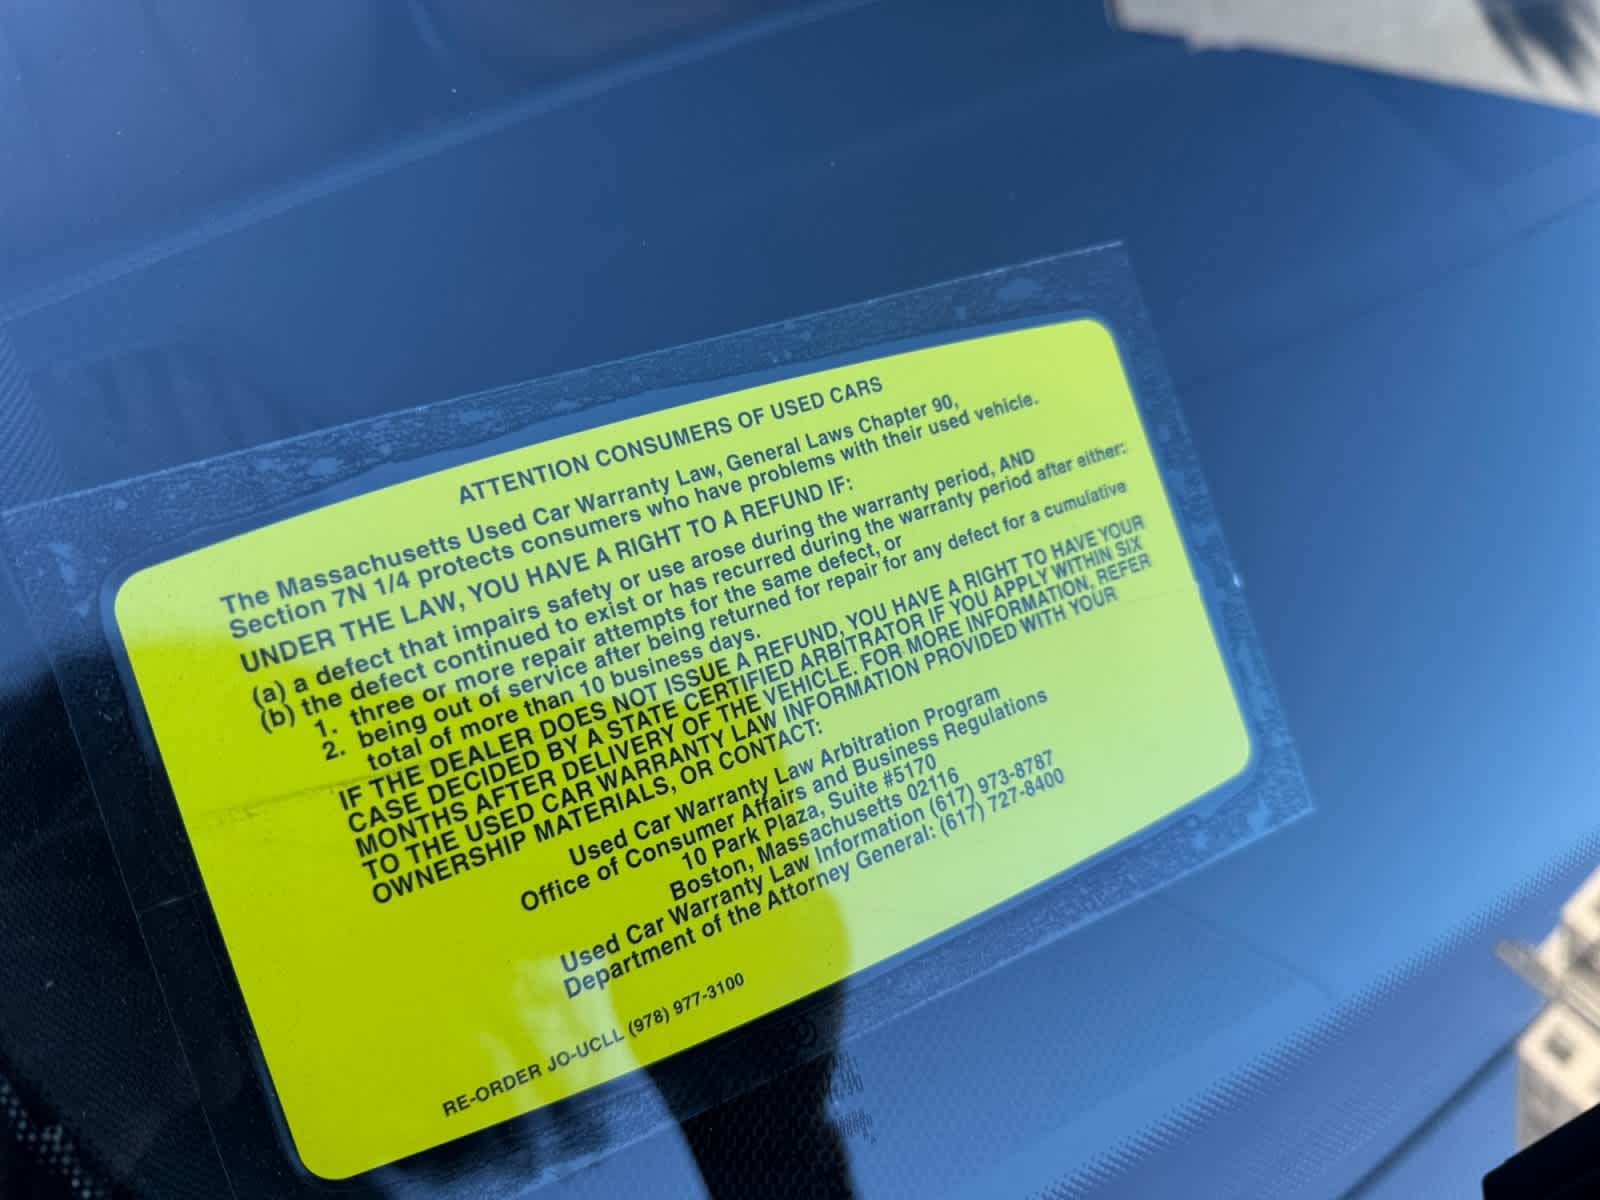 ATTENTION CONSUMERS OF USED CARS
The Massachusetts Used Car Warranty Law, General Laws Chapter 90,
Section 7N 1/4 protects consumers who have problems with their used vehicle.
UNDER THE LAW, YOU HAVE A RIGHT TO A REFUND IF:
(a) a defect that impairs safety or use arose during the warranty period, AND
(b) the defect continued to exist or has recurred during the warranty period after either:
1. three or more repair attempts for the same defect, or
2. being out of service after being returned for repair for any defect for a cumulative
total of more than 10 business days.
IF THE DEALER DOES NOT ISSUE A REFUND, YOU HAVE A RIGHT TO HAVE YOUR
CASE DECIDED BY A STATE CERTIFIED ARBITRATOR IF YOU APPLY WITHIN SIX
MONTHS AFTER DELIVERY OF THE VEHICLE. FOR MORE INFORMATION, REFER
TO THE USED CAR WARRANTY LAW INFORMATION PROVIDED WITH YOUR
OWNERSHIP MATERIALS, OR CONTACT:
Used Car Warranty Law Arbitration Program
Office of Consumer Affairs and Business Regulations
10 Park Plaza, Suite #5170
Boston, Massachusetts 02116
Used Car Warranty Law Information (617) 973-8787
Department of the Attorney General: (617) 727-8400
RE-ORDER JO-UCLL (978) 977-3100